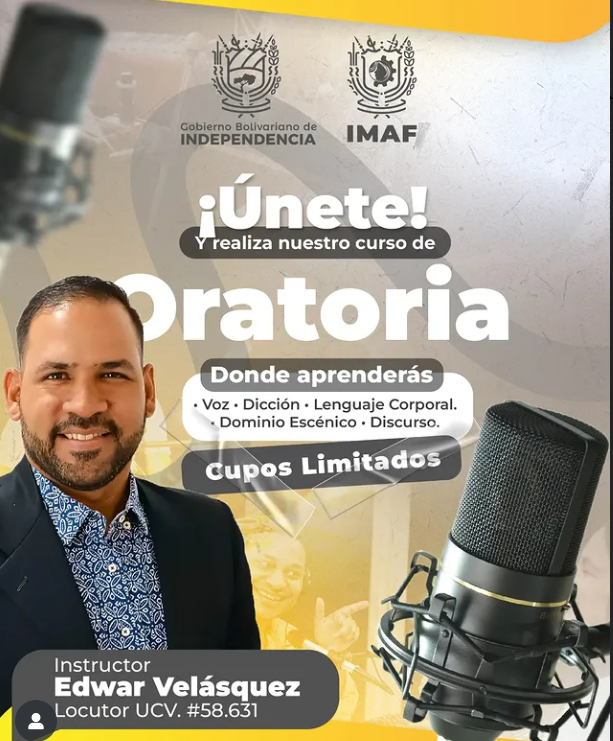 Gobierno Bolivariano de
INDEPENDENCIA
IMAF
¡Únete!
Y realiza nuestro curso de
Oratoria
Donde aprenderás
• Voz • Dicción • Lenguaje Corporal.
• Dominio Escénico • Discurso.
Cupos Limitados
Instructor
Edwar Velásquez
Locutor UCV. #58.631